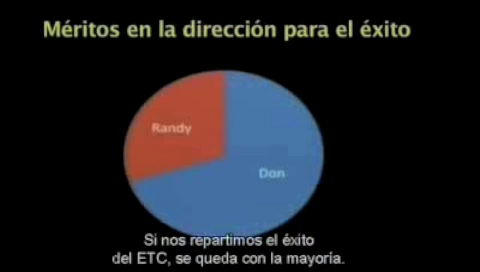 Méritos en la dirección para el éxito
Randy
Don
Si nos repartimos el éxito
del ETC, se queda con la mayoría.